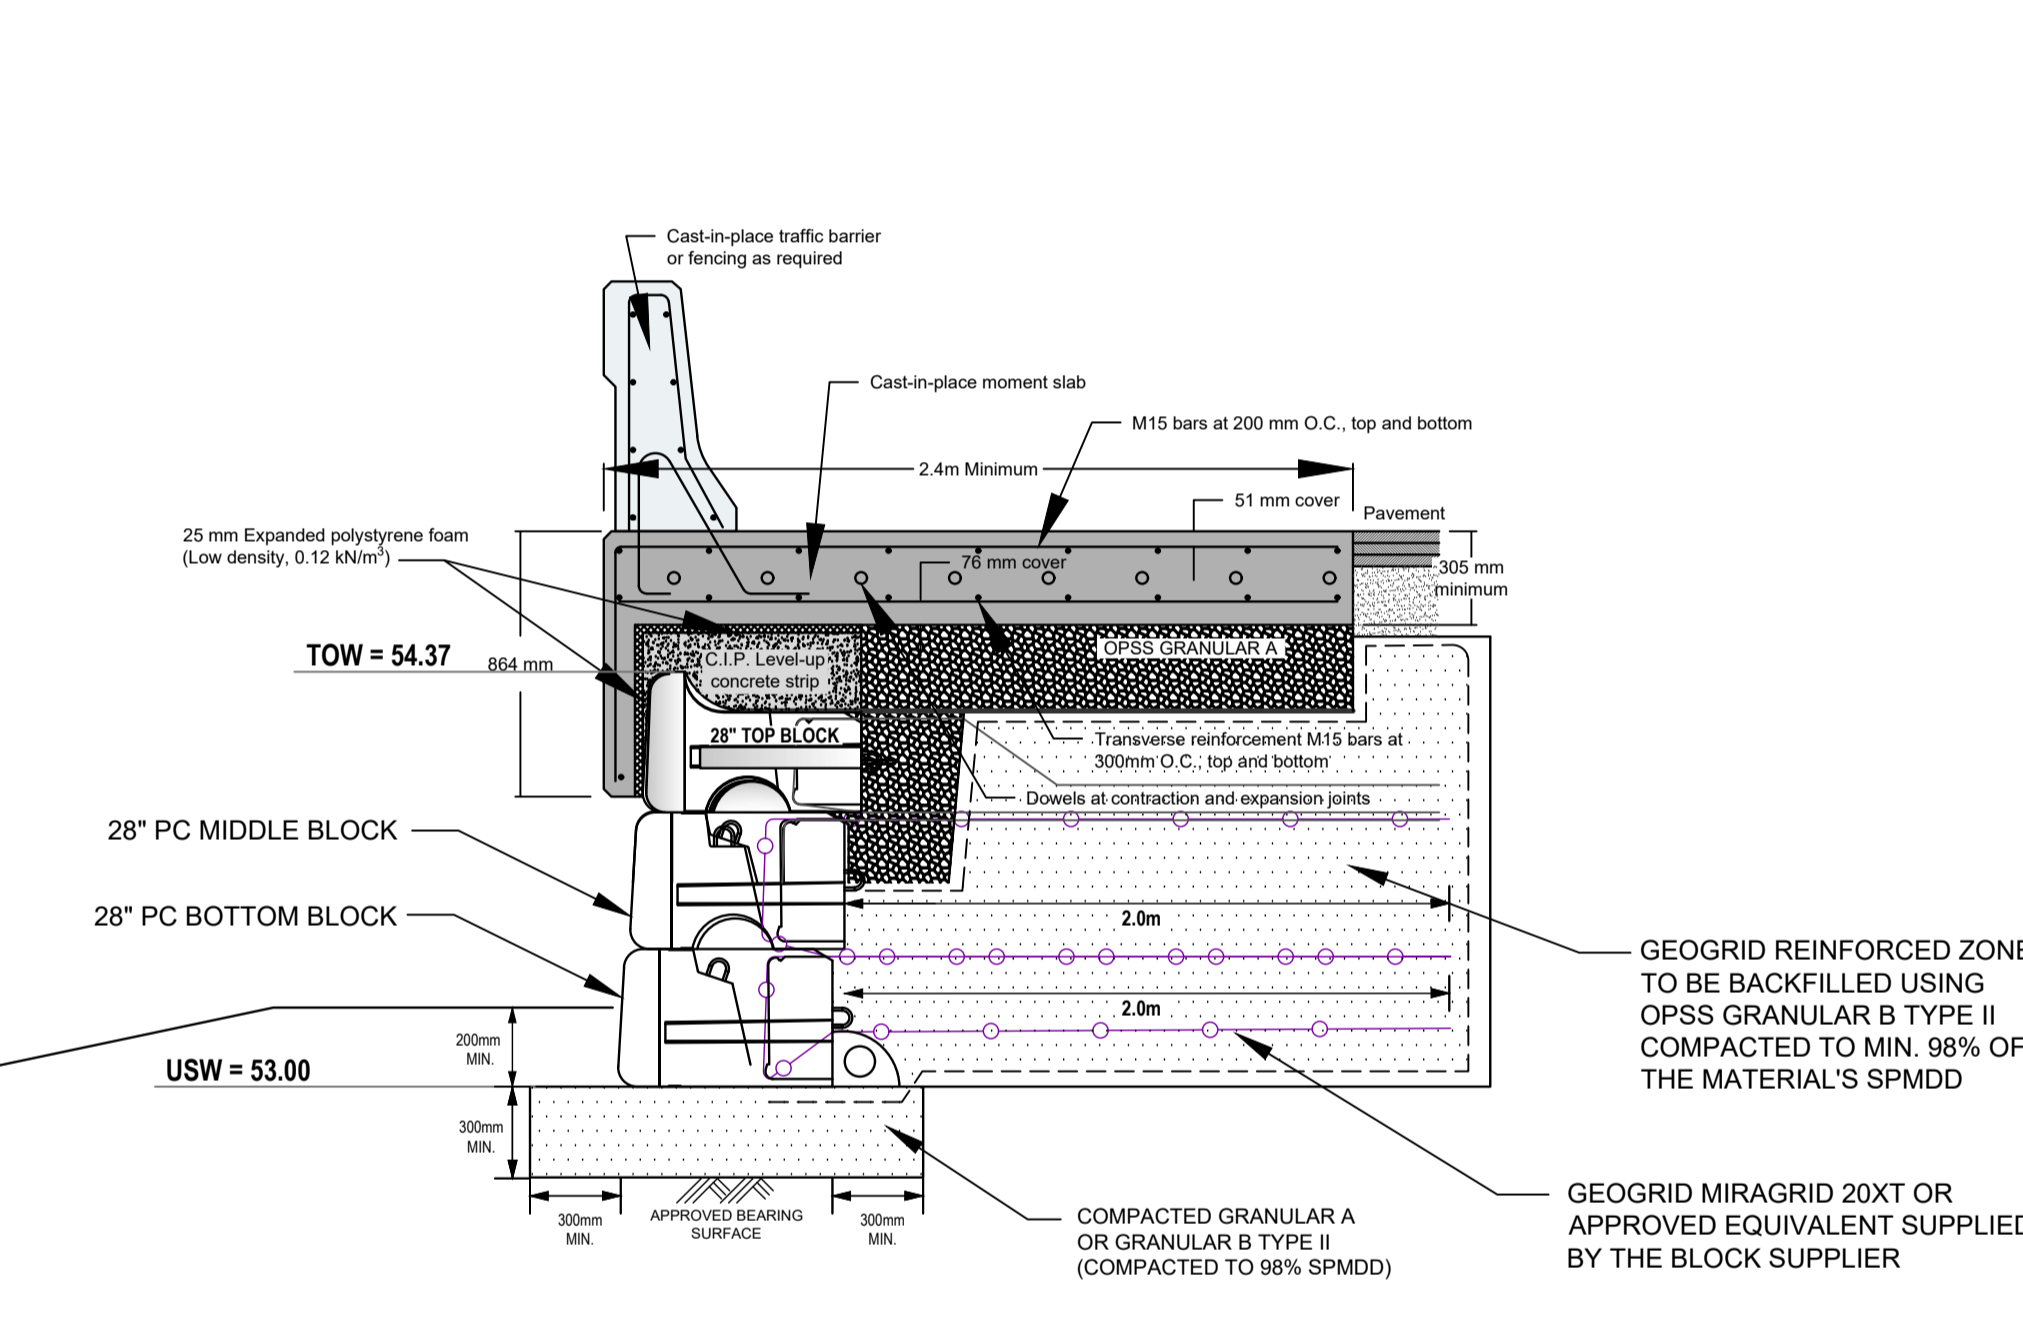 Cast-in-place traffic barrier
or fencing as required
Cast-in-place moment slab
M15 bars at 200 mm O.C., top and bottom
2.4m Minimum
51 mm cover
Pavement
25 mm Expanded polystyrene foam
(Low density, 0.12 kN/m³)
76 mm cover
305 mm
minimum
TOW = 54.37
864 mm
C.I.P. Level-up
concrete strip
OPSS GRANULAR A
28" TOP BLOCK
Transverse reinforcement M15 bars at
300mm O.C., top and bottom
Dowels at contraction and expansion joints
28" PC MIDDLE BLOCK
28" PC BOTTOM BLOCK
2.0m
2.0m
GEOGRID REINFORCED ZONE
TO BE BACKFILLED USING
OPSS GRANULAR B TYPE II
COMPACTED TO MIN. 98% OF
THE MATERIAL'S SPMDD
200mm
MIN.
USW = 53.00
300mm
MIN.
300mm
MIN.
APPROVED BEARING
SURFACE
300mm
MIN.
COMPACTED GRANULAR A
OR GRANULAR B TYPE II
(COMPACTED TO 98% SPMDD)
GEOGRID MIRAGRID 20XT OR
APPROVED EQUIVALENT SUPPLIED
BY THE BLOCK SUPPLIER